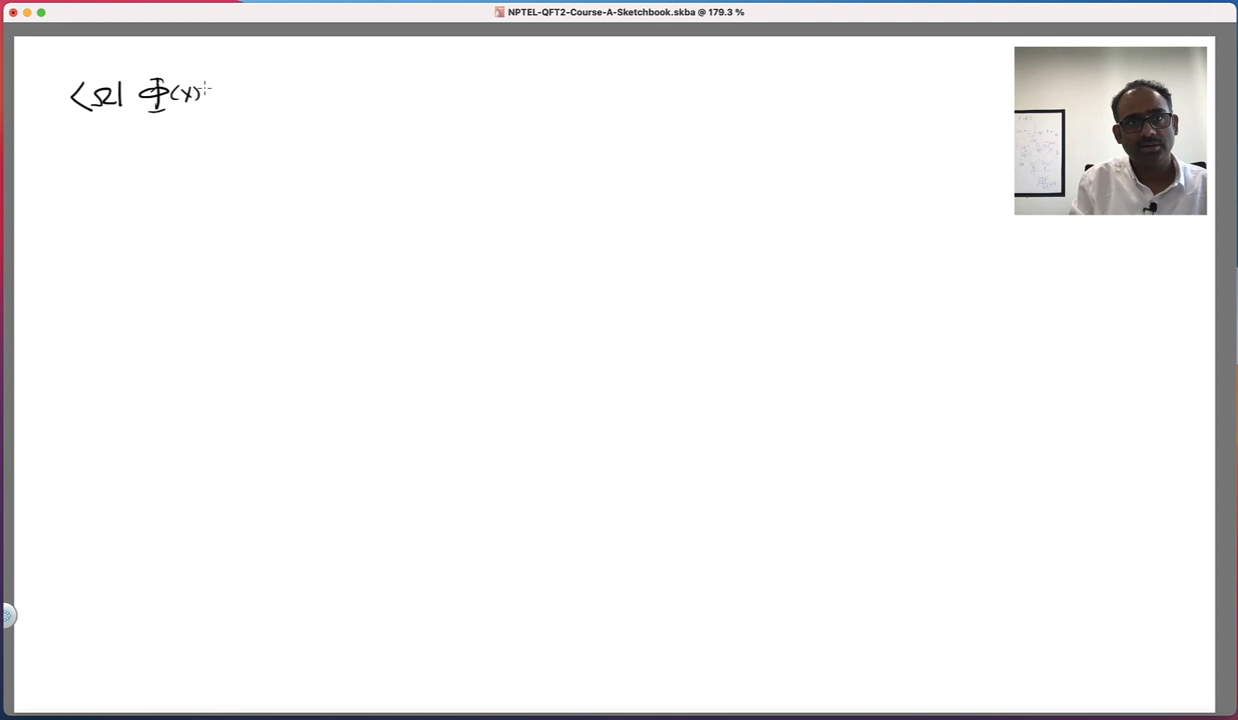 NPTEL-QFT2-Course-A-Sketchbook.skba @ 179.3 %
⟨Ω| Φ(x)